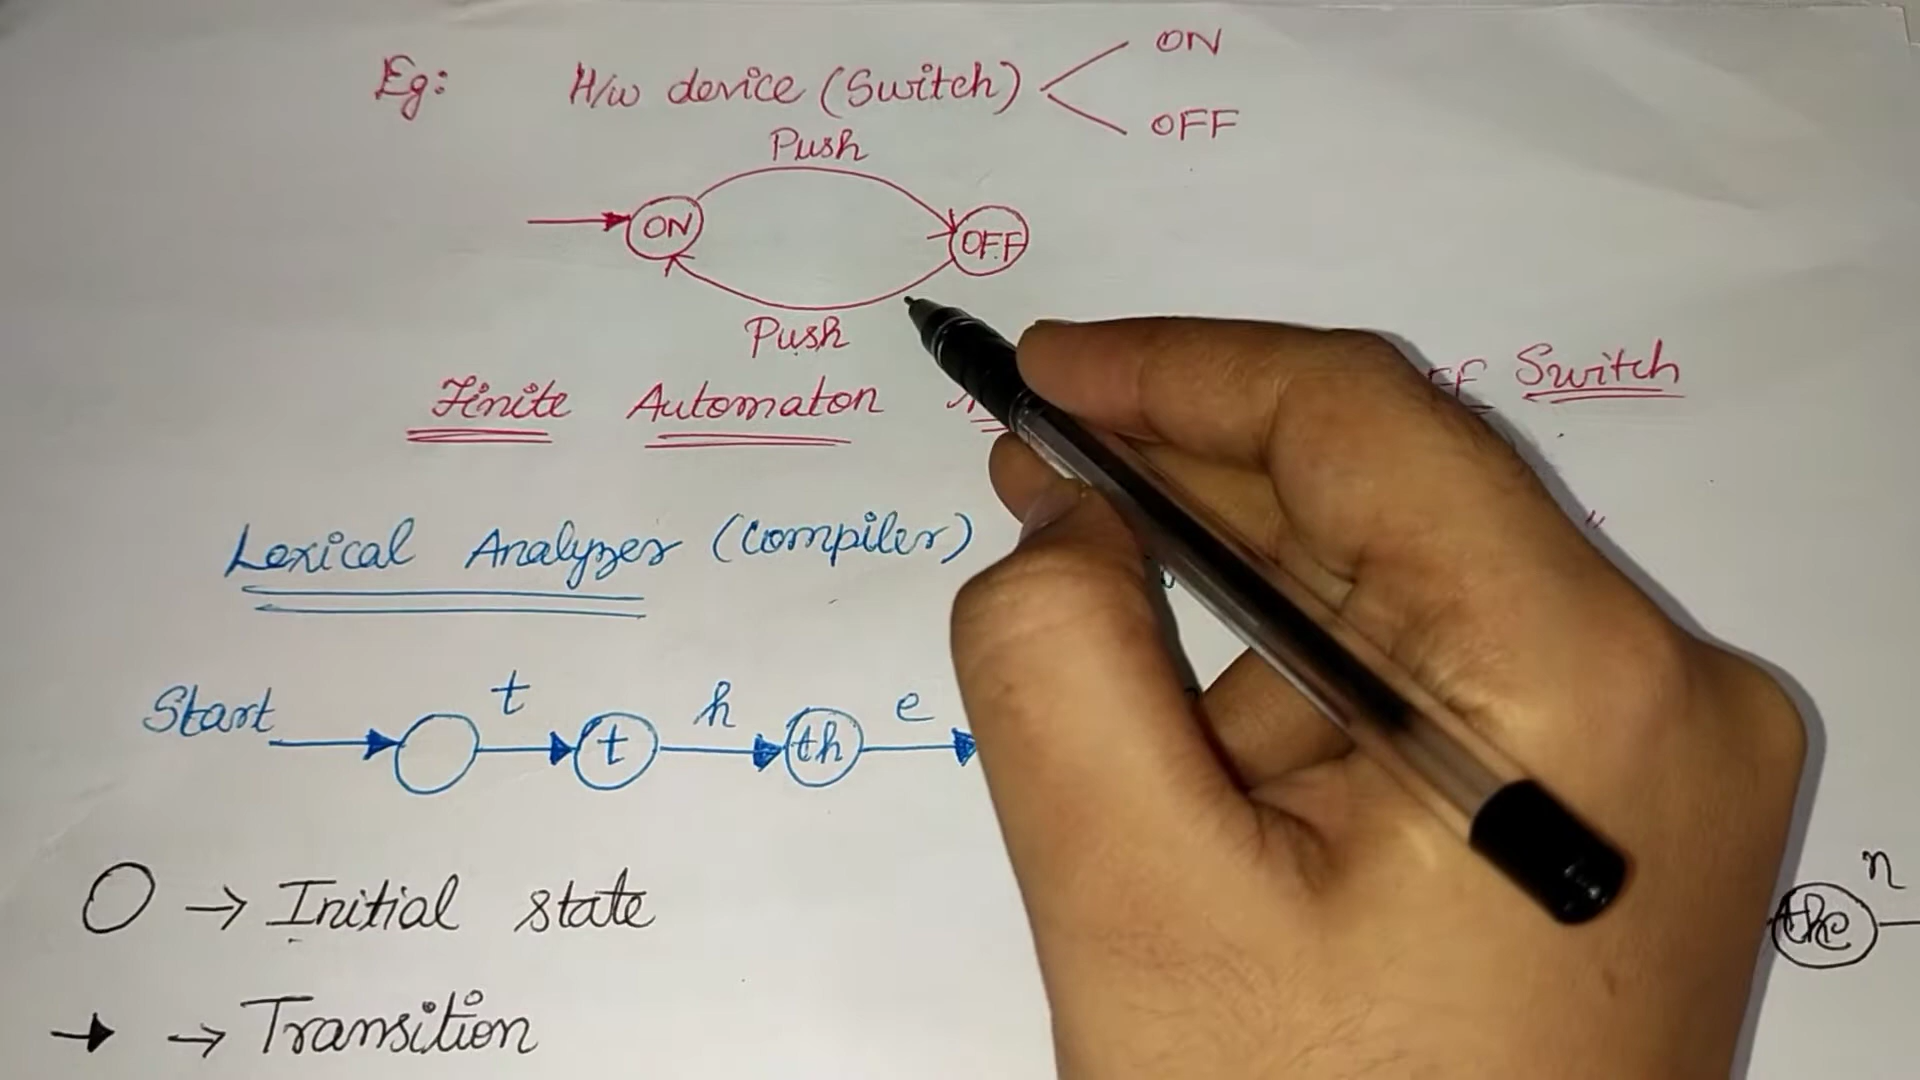 Eg: H/w device (Switch) ON
OFF
Push
ON OFF
Push
Finite Automaton Switch
Lexical Analyzer (Compiler)
Start t h e
t th
the n
Initial state
Transition